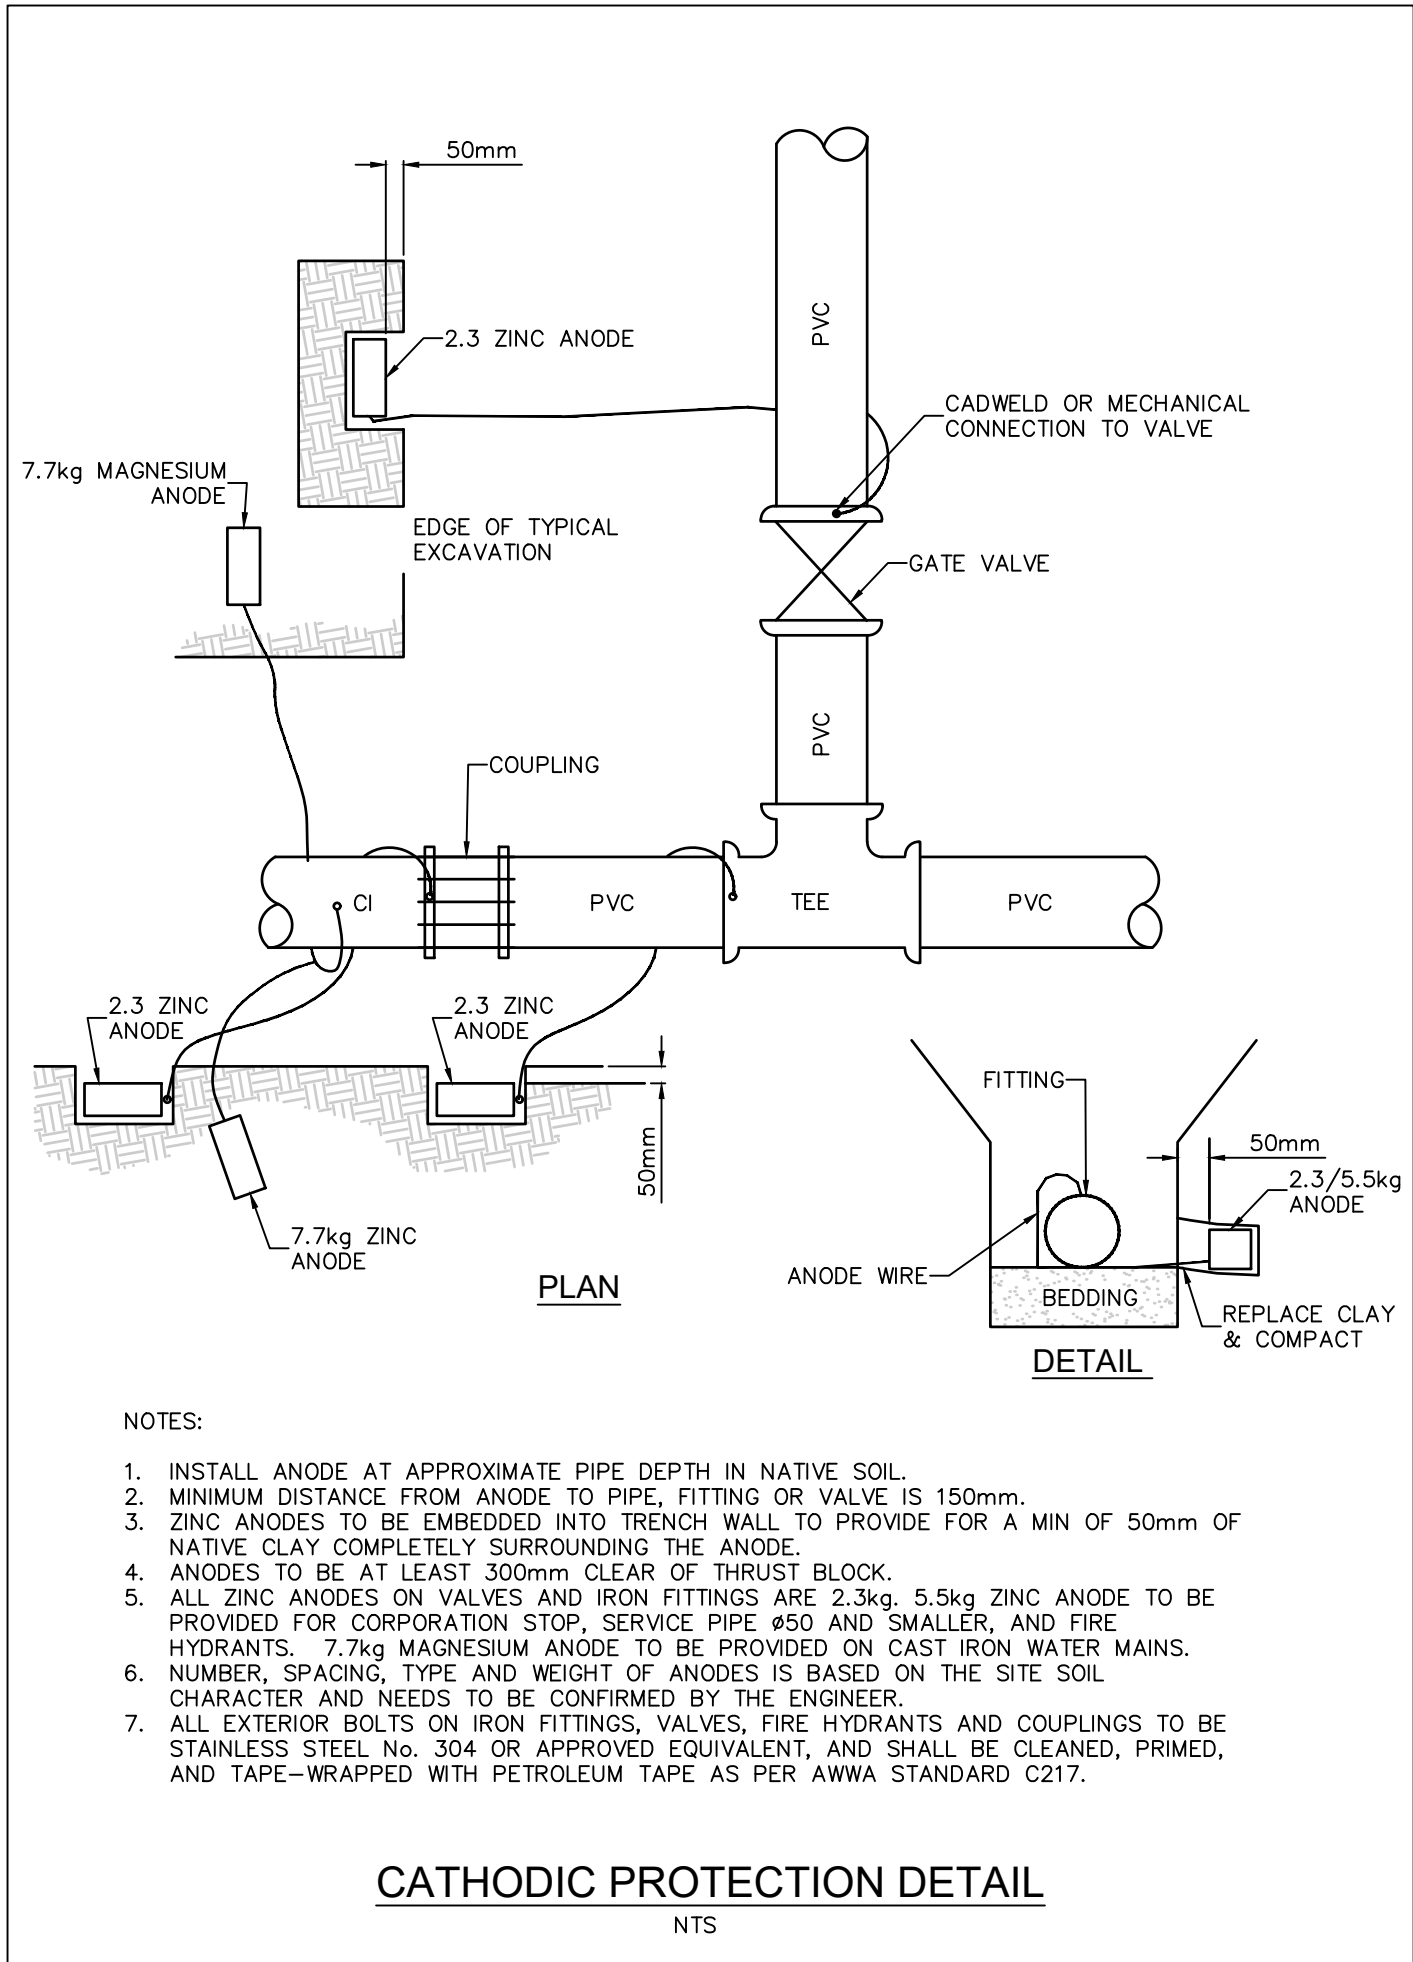 50mm
2.3 ZINC ANODE
PVC
CADWELD OR MECHANICAL
CONNECTION TO VALVE
7.7kg MAGNESIUM
ANODE
EDGE OF TYPICAL
EXCAVATION
GATE VALVE
PVC
COUPLING
CI
PVC
TEE
PVC
2.3 ZINC
ANODE
2.3 ZINC
ANODE
50mm
7.7kg ZINC
ANODE
PLAN
FITTING
50mm
2.3/5.5kg
ANODE
ANODE WIRE
BEDDING
REPLACE CLAY
& COMPACT
DETAIL
NOTES:
1. INSTALL ANODE AT APPROXIMATE PIPE DEPTH IN NATIVE SOIL.
2. MINIMUM DISTANCE FROM ANODE TO PIPE, FITTING OR VALVE IS 150mm.
3. ZINC ANODES TO BE EMBEDDED INTO TRENCH WALL TO PROVIDE FOR A MIN OF 50mm OF
NATIVE CLAY COMPLETELY SURROUNDING THE ANODE.
4. ANODES TO BE AT LEAST 300mm CLEAR OF THRUST BLOCK.
5. ALL ZINC ANODES ON VALVES AND IRON FITTINGS ARE 2.3kg. 5.5kg ZINC ANODE TO BE
PROVIDED FOR CORPORATION STOP, SERVICE PIPE ø50 AND SMALLER, AND FIRE
HYDRANTS. 7.7kg MAGNESIUM ANODE TO BE PROVIDED ON CAST IRON WATER MAINS.
6. NUMBER, SPACING, TYPE AND WEIGHT OF ANODES IS BASED ON THE SITE SOIL
CHARACTER AND NEEDS TO BE CONFIRMED BY THE ENGINEER.
7. ALL EXTERIOR BOLTS ON IRON FITTINGS, VALVES, FIRE HYDRANTS AND COUPLINGS TO BE
STAINLESS STEEL No. 304 OR APPROVED EQUIVALENT, AND SHALL BE CLEANED, PRIMED,
AND TAPE-WRAPPED WITH PETROLEUM TAPE AS PER AWWA STANDARD C217.
CATHODIC PROTECTION DETAIL
NTS